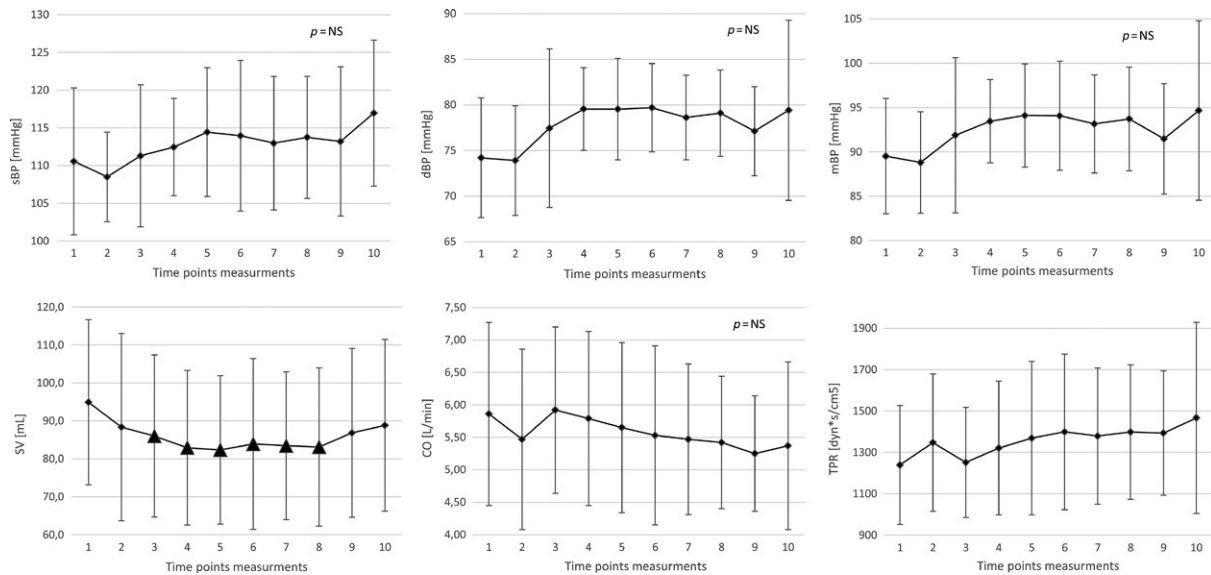 130
125
120
115
110
105
100
sBP [mmHg]
p = NS
1 2 3 4 5 6 7 8 9 10
Time points measurments
90
85
80
75
70
65
dBP [mmHg]
p = NS
1 2 3 4 5 6 7 8 9 10
Time points measurments
105
100
95
90
85
80
mBP [mmHg]
p = NS
1 2 3 4 5 6 7 8 9 10
Time points measurments
120,0
110,0
100,0
90,0
80,0
70,0
60,0
SV [mL]
1 2 3 4 5 6 7 8 9 10
Time points measurments
7,50
7,00
6,50
6,00
5,50
5,00
4,50
4,00
CO [L/min]
p = NS
1 2 3 4 5 6 7 8 9 10
Time points measurments
1900
1700
1500
1300
1100
900
TPR [dyn*s/cm5]
1 2 3 4 5 6 7 8 9 10
Time points measurments